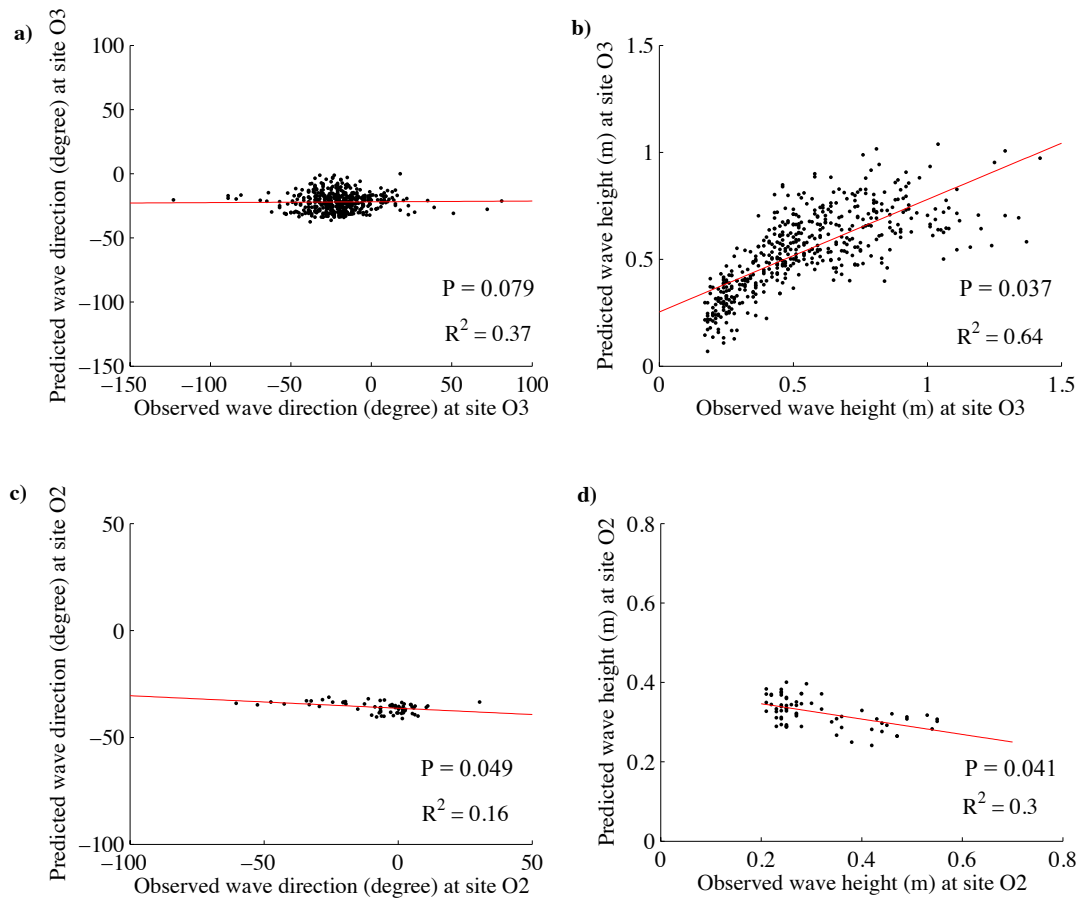 a)
Predicted wave direction (degree) at site O3
100
50
0
−50
−100
−150
−150 −100 −50 0 50 100
Observed wave direction (degree) at site O3
P = 0.079
R² = 0.37
b)
Predicted wave height (m) at site O3
1.5
1
0.5
0
0 0.5 1 1.5
Observed wave height (m) at site O3
P = 0.037
R² = 0.64
c)
Predicted wave direction (degree) at site O2
50
0
−50
−100
−100 −50 0 50
Observed wave direction (degree) at site O2
P = 0.049
R² = 0.16
d)
Predicted wave height (m) at site O2
0.8
0.6
0.4
0.2
0
0 0.2 0.4 0.6 0.8
Observed wave height (m) at site O2
P = 0.041
R² = 0.3